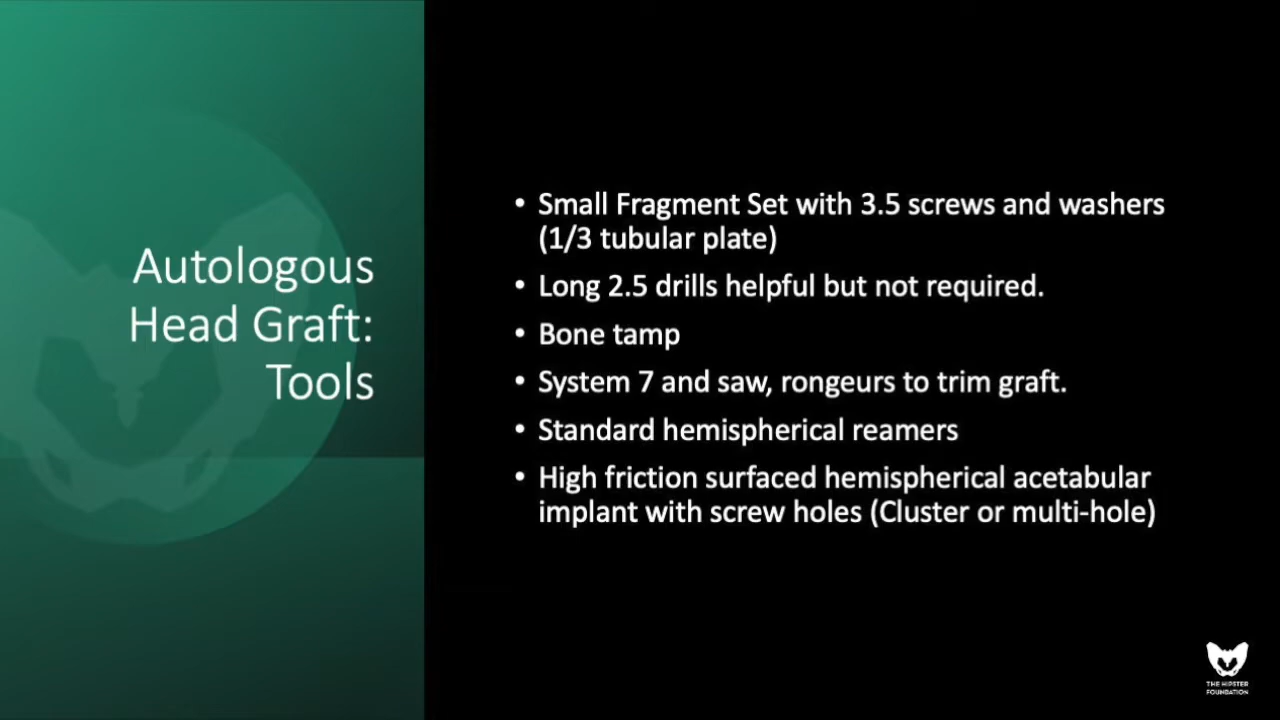 Autologous
Head Graft:
Tools
• Small Fragment Set with 3.5 screws and washers
(1/3 tubular plate)
• Long 2.5 drills helpful but not required.
• Bone tamp
• System 7 and saw, rongeurs to trim graft.
• Standard hemispherical reamers
• High friction surfaced hemispherical acetabular
implant with screw holes (Cluster or multi-hole)
THE HIPSTER
FOUNDATION